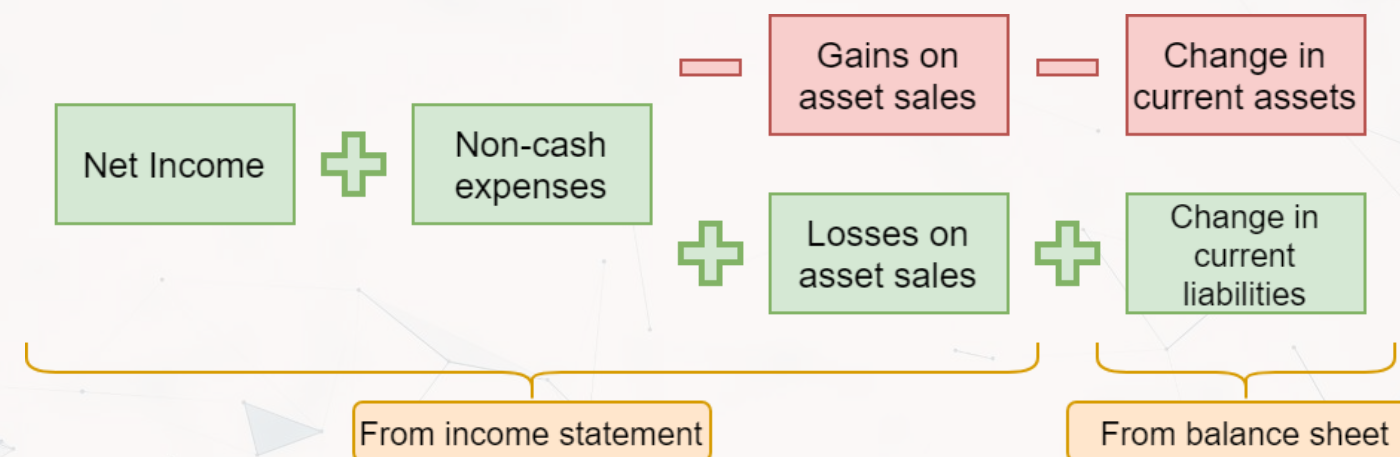 Net Income
Non-cash
expenses
Gains on
asset sales
Losses on
asset sales
Change in
current assets
Change in
current
liabilities
From income statement
From balance sheet